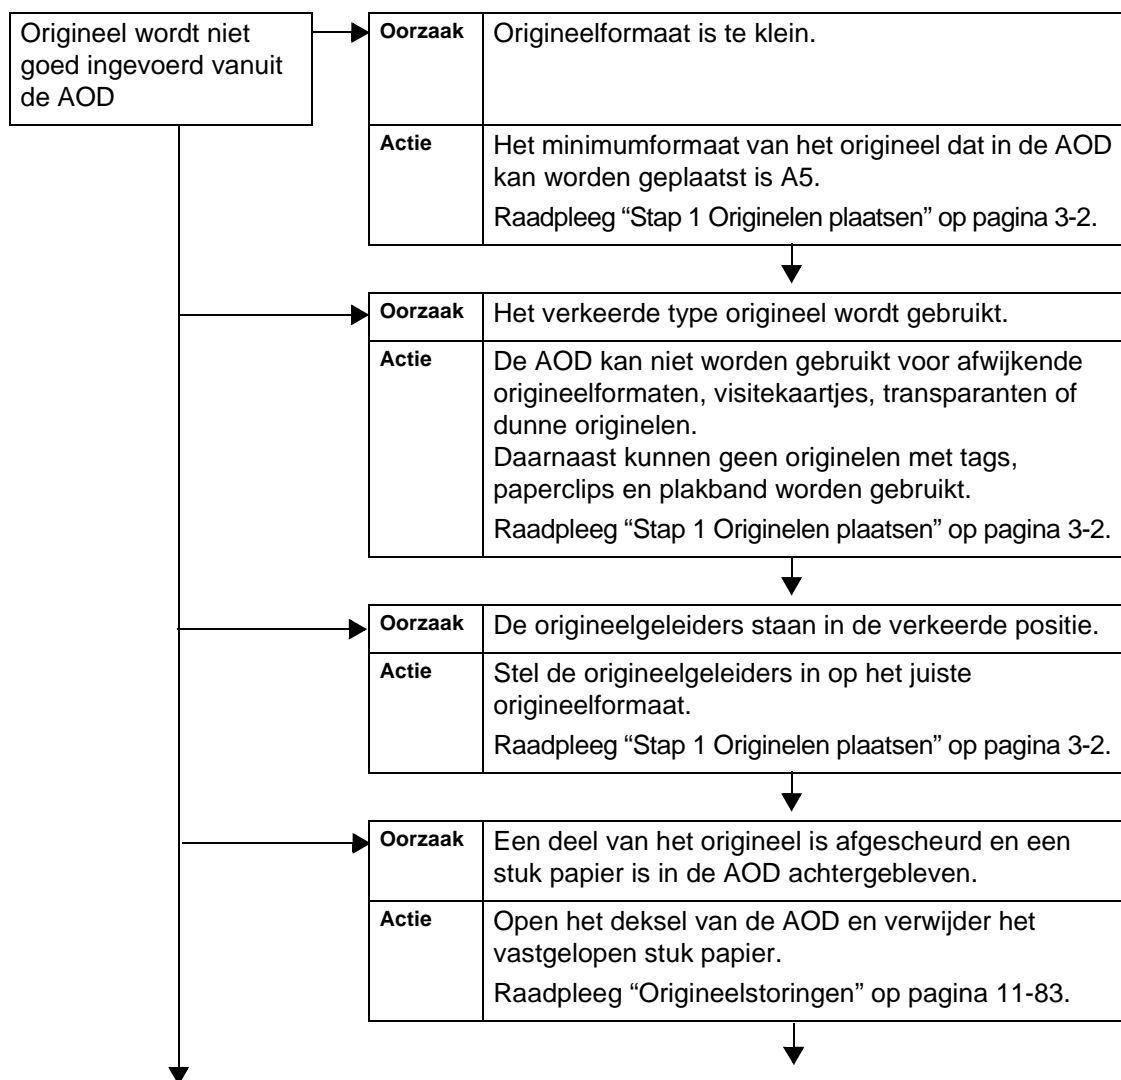 Origineel wordt niet
goed ingevoerd vanuit
de AOD
Oorzaak
Origineelformaat is te klein.
Actie
Het minimumformaat van het origineel dat in de AOD
kan worden geplaatst is A5.
Raadpleeg “Stap 1 Originelen plaatsen” op pagina 3-2.
Oorzaak
Het verkeerde type origineel wordt gebruikt.
Actie
De AOD kan niet worden gebruikt voor afwijkende
origineelformaten, visitekaartjes, transparanten of
dunne originelen.
Daarnaast kunnen geen originelen met tags,
paperclips en plakband worden gebruikt.
Raadpleeg “Stap 1 Originelen plaatsen” op pagina 3-2.
Oorzaak
De origineelgeleiders staan in de verkeerde positie.
Actie
Stel de origineelgeleiders in op het juiste
origineelformaat.
Raadpleeg “Stap 1 Originelen plaatsen” op pagina 3-2.
Oorzaak
Een deel van het origineel is afgescheurd en een
stuk papier is in de AOD achtergebleven.
Actie
Open het deksel van de AOD en verwijder het
vastgelopen stuk papier.
Raadpleeg “Origineelstoringen” op pagina 11-83.